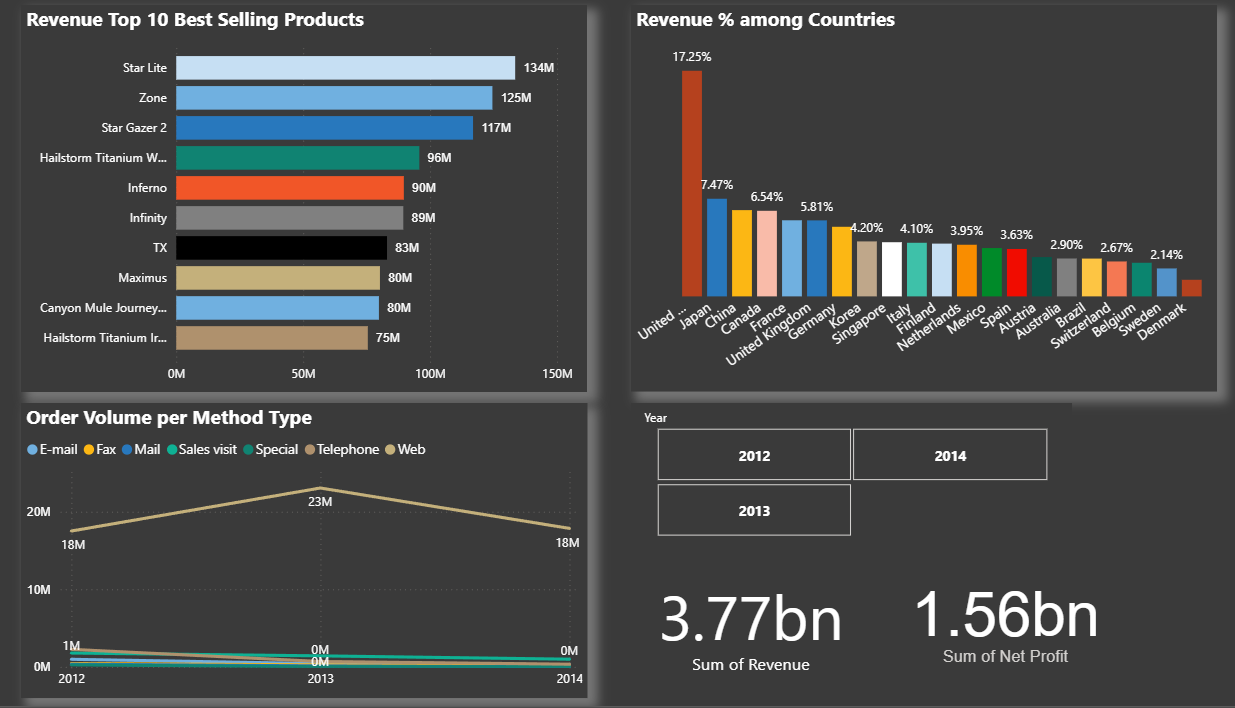 Revenue Top 10 Best Selling Products
Star Lite 134M
Zone 125M
Star Gazer 2 117M
Hailstorm Titanium W... 96M
Inferno 90M
Infinity 89M
TX 83M
Maximus 80M
Canyon Mule Journey... 80M
Hailstorm Titanium Ir... 75M
0M 50M 100M 150M
Revenue % among Countries
17.25%
7.47%
6.54%
5.81%
4.20%
4.10%
3.95%
3.63%
2.90%
2.67%
2.14%
United ...
Japan
China
Canada
France
United Kingdom
Germany
Korea
Singapore
Italy
Finland
Netherlands
Mexico
Spain
Austria
Australia
Brazil
Switzerland
Belgium
Sweden
Denmark
Order Volume per Method Type
E-mail Fax Mail Sales visit Special Telephone Web
20M
10M
0M
18M
23M
18M
1M
0M
0M
0M
2012 2013 2014
Year
2012 2014
2013
3.77bn
Sum of Revenue
1.56bn
Sum of Net Profit